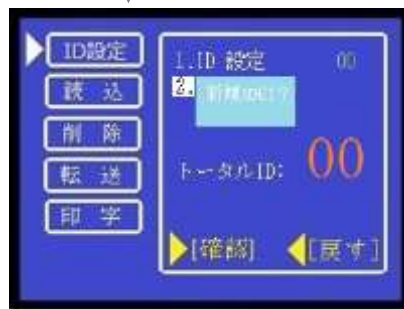 ID設定
読 込
削 除
転 送
印 字
1.ID 設定 00
2.
トータルID: 00
[確認] [戻す]